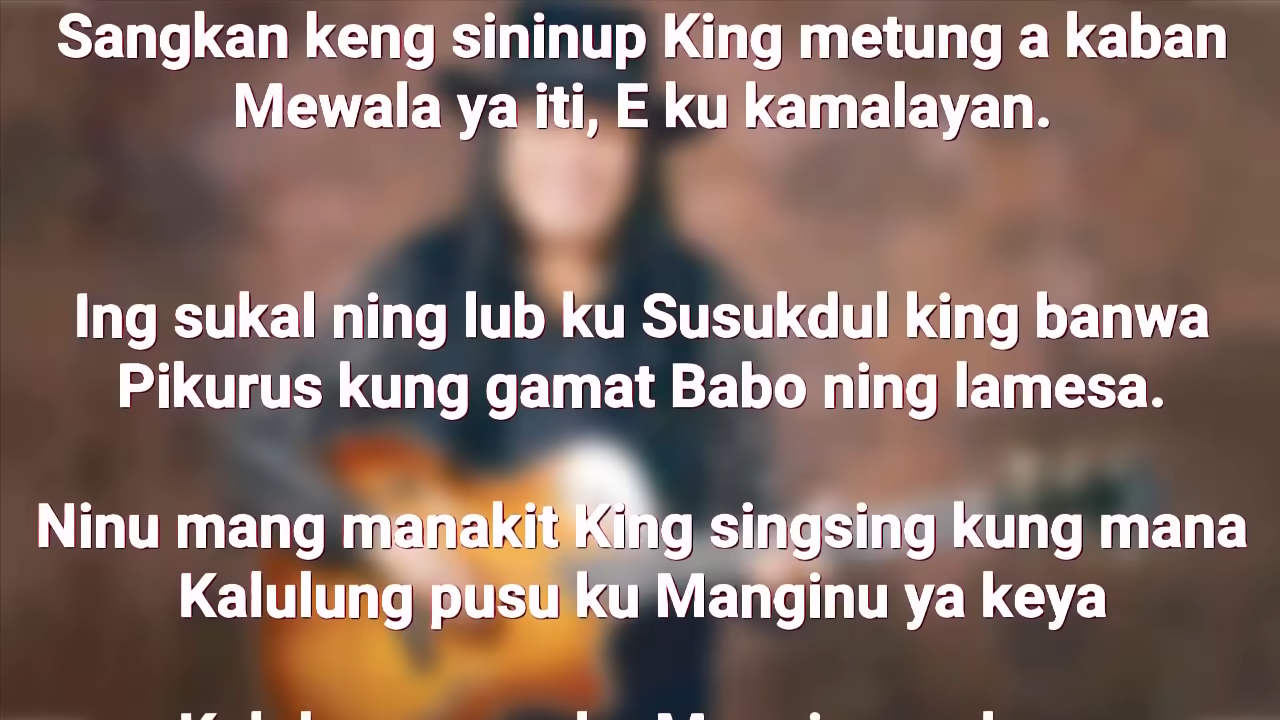 Sangkan keng sininup King metung a kaban
Mewala ya iti, E ku kamalayan.
Ing sukal ning lub ku Susukdul king banwa
Pikurus kung gamat Babo ning lamesa.
Ninu mang manakit King singsing kung mana
Kalulung pusu ku Manginu ya keya